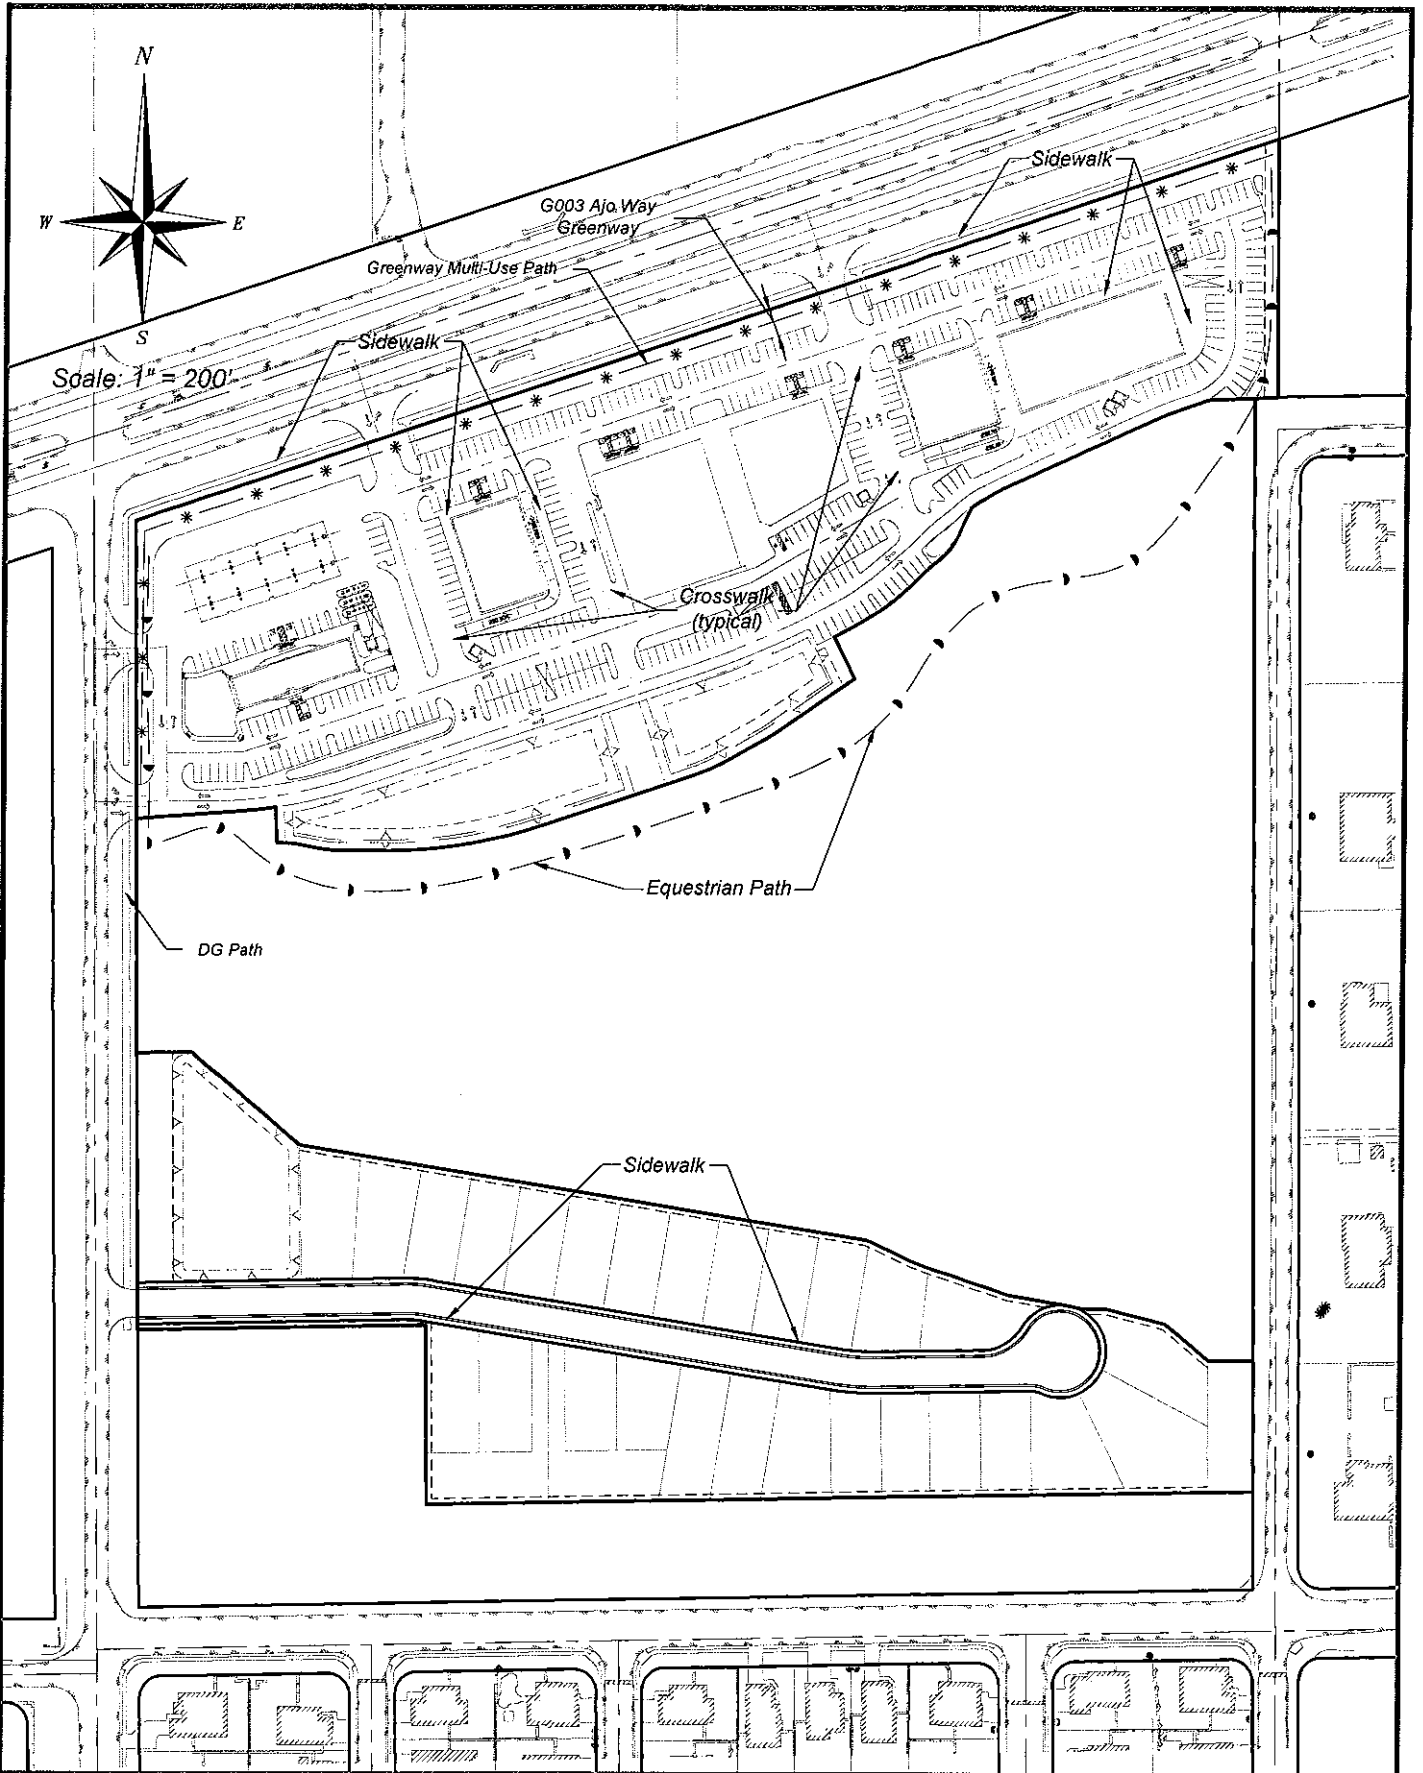 N
W
E
S
Scale: 1" = 200'
Sidewalk
G003 Ajo Way
Greenway
Greenway Multi-Use Path
Sidewalk
Crosswalk
(typical)
Equestrian Path
DG Path
Sidewalk